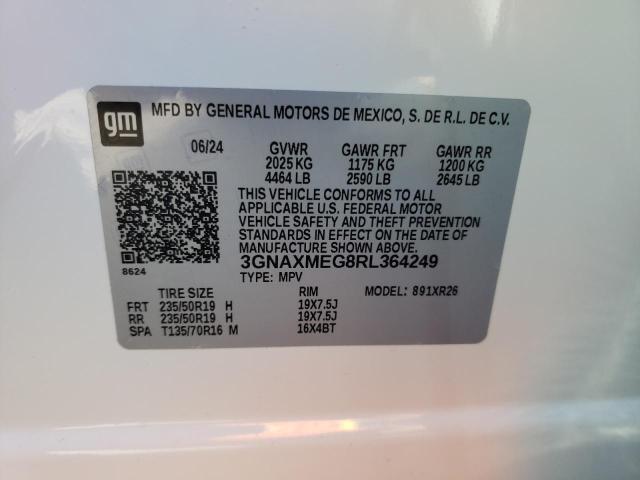 gm
MFD BY GENERAL MOTORS DE MEXICO, S. DE R.L. DE C.V.
06/24 GVWR GAWR FRT GAWR RR
2025 KG 1175 KG 1200 KG
4464 LB 2590 LB 2645 LB
THIS VEHICLE CONFORMS TO ALL
APPLICABLE U.S. FEDERAL MOTOR
VEHICLE SAFETY AND THEFT PREVENTION
STANDARDS IN EFFECT ON THE DATE OF
MANUFACTURE SHOWN ABOVE.
8624 3GNAXMEG8RL364249
TYPE: MPV
TIRE SIZE RIM MODEL: 891XR26
FRT 235/50R19 H 19X7.5J
RR 235/50R19 H 19X7.5J
SPA T135/70R16 M 16X4BT